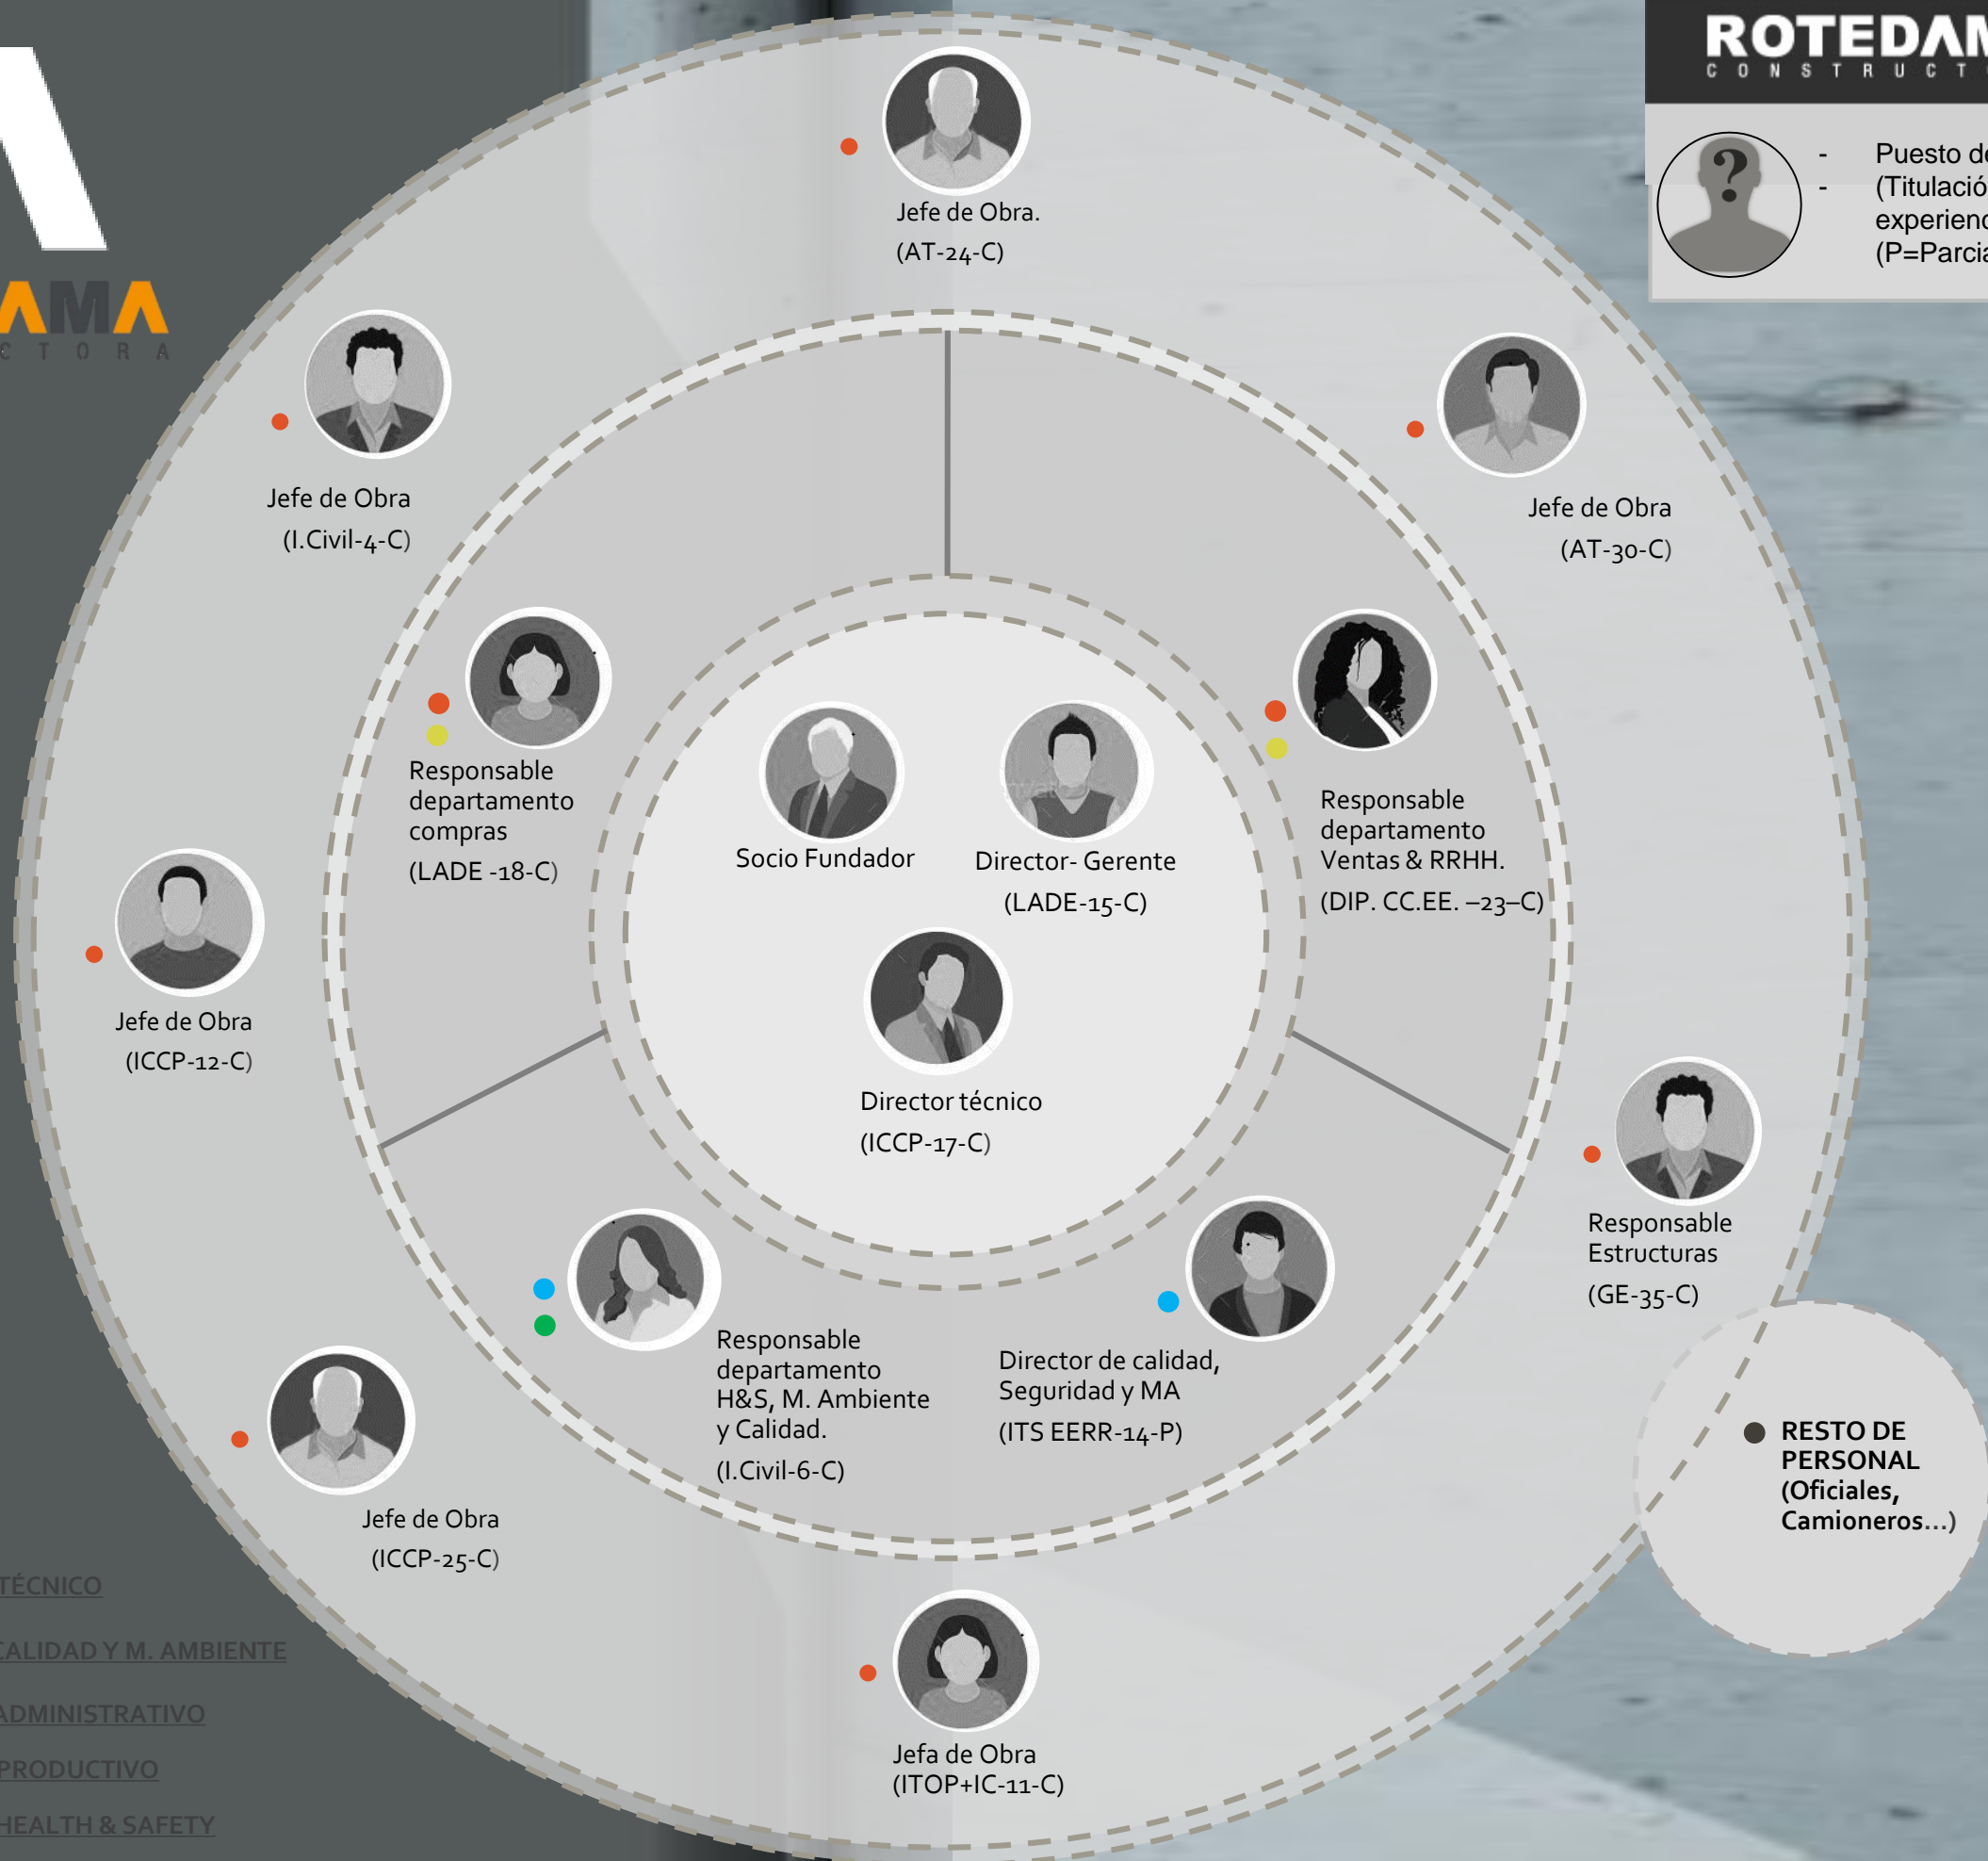 ROTEDAM
CONSTRUCTO
- Puesto de
- (Titulació
experienc
(P=Parcia
AMA
CTORA
Jefe de Obra.
(AT-24-C)
Jefe de Obra
(I.Civil-4-C)
Jefe de Obra
(AT-30-C)
Responsable
departamento
compras
(LADE -18-C)
Socio Fundador
Director- Gerente
(LADE-15-C)
Responsable
departamento
Ventas & RRHH.
(DIP. CC.EE. –23–C)
Jefe de Obra
(ICCP-12-C)
Director técnico
(ICCP-17-C)
Responsable
Estructuras
(GE-35-C)
Responsable
departamento
H&S, M. Ambiente
y Calidad.
(I.Civil-6-C)
Director de calidad,
Seguridad y MA
(ITS EERR-14-P)
RESTO DE
PERSONAL
(Oficiales,
Camioneros...)
Jefe de Obra
(ICCP-25-C)
Jefa de Obra
(ITOP+IC-11-C)
TÉCNICO
CALIDAD Y M. AMBIENTE
ADMINISTRATIVO
PRODUCTIVO
HEALTH & SAFETY